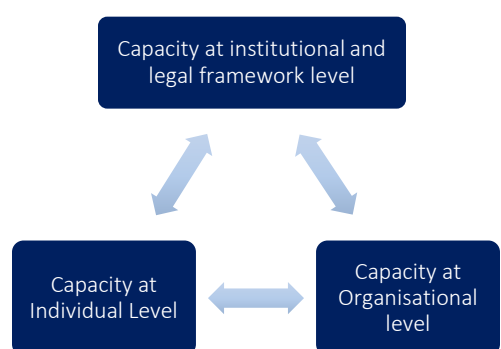 Capacity at institutional and
legal framework level
Capacity at
Individual Level
Capacity at
Organisational
level